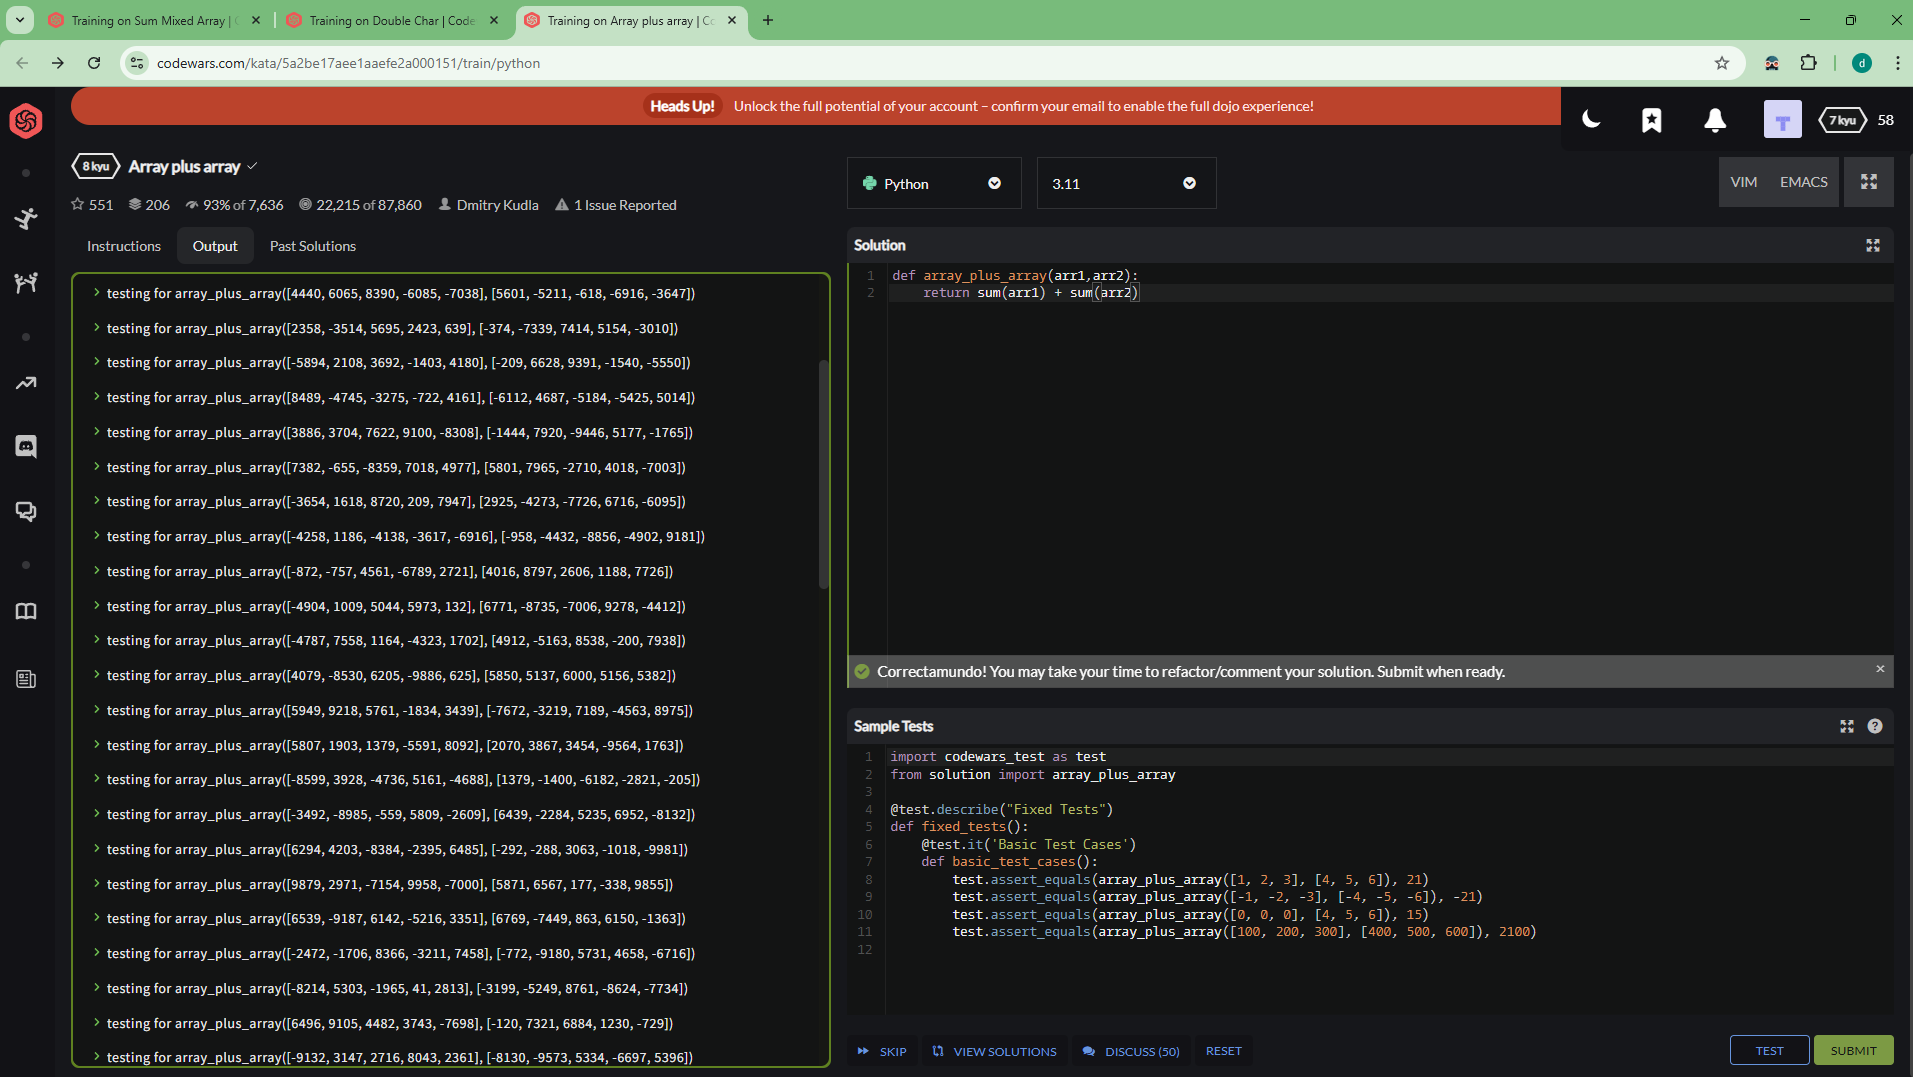 Training on Sum Mixed Array |
Training on Double Char | Code
Training on Array plus array | Co
codewars.com/kata/5a2be17aee1aaefe2a000151/train/python
d
Heads Up! Unlock the full potential of your account – confirm your email to enable the full dojo experience!
T
7 kyu 58
8 kyu Array plus array
551 206 93% of 7,636 22,215 of 87,860 Dmitry Kudla 1 Issue Reported
Instructions Output Past Solutions
testing for array_plus_array([4440, 6065, 8390, -6085, -7038], [5601, -5211, -618, -6916, -3647])
testing for array_plus_array([2358, -3514, 5695, 2423, 639], [-374, -7339, 7414, 5154, -3010])
testing for array_plus_array([-5894, 2108, 3692, -1403, 4180], [-209, 6628, 9391, -1540, -5550])
testing for array_plus_array([8489, -4745, -3275, -722, 4161], [-6112, 4687, -5184, -5425, 5014])
testing for array_plus_array([3886, 3704, 7622, 9100, -8308], [-1444, 7920, -9446, 5177, -1765])
testing for array_plus_array([7382, -655, -8359, 7018, 4977], [5801, 7965, -2710, 4018, -7003])
testing for array_plus_array([-3654, 1618, 8720, 209, 7947], [2925, -4273, -7726, 6716, -6095])
testing for array_plus_array([-4258, 1186, -4138, -3617, -6916], [-958, -4432, -8856, -4902, 9181])
testing for array_plus_array([-872, -757, 4561, -6789, 2721], [4016, 8797, 2606, 1188, 7726])
testing for array_plus_array([-4904, 1009, 5044, 5973, 132], [6771, -8735, -7006, 9278, -4412])
testing for array_plus_array([-4787, 7558, 1164, -4323, 1702], [4912, -5163, 8538, -200, 7938])
testing for array_plus_array([4079, -8530, 6205, -9886, 625], [5850, 5137, 6000, 5156, 5382])
testing for array_plus_array([5949, 9218, 5761, -1834, 3439], [-7672, -3219, 7189, -4563, 8975])
testing for array_plus_array([5807, 1903, 1379, -5591, 8092], [2070, 3867, 3454, -9564, 1763])
testing for array_plus_array([-8599, 3928, -4736, 5161, -4688], [1379, -1400, -6182, -2821, -205])
testing for array_plus_array([-3492, -8985, -559, 5809, -2609], [6439, -2284, 5235, 6952, -8132])
testing for array_plus_array([6294, 4203, -8384, -2395, 6485], [-292, -288, 3063, -1018, -9981])
testing for array_plus_array([9879, 2971, -7154, 9958, -7000], [5871, 6567, 177, -338, 9855])
testing for array_plus_array([6539, -9187, 6142, -5216, 3351], [6769, -7449, 863, 6150, -1363])
testing for array_plus_array([-2472, -1706, 8366, -3211, 7458], [-772, -9180, 5731, 4658, -6716])
testing for array_plus_array([-8214, 5303, -1965, 41, 2813], [-3199, -5249, 8761, -8624, -7734])
testing for array_plus_array([6496, 9105, 4482, 3743, -7698], [-120, 7321, 6884, 1230, -729])
testing for array_plus_array([-9132, 3147, 2716, 8043, 2361], [-8130, -9573, 5334, -6697, 5396])
Python 3.11 VIM EMACS
Solution
1 def array_plus_array(arr1,arr2):
2 return sum(arr1) + sum(arr2)
Correctamundo! You may take your time to refactor/comment your solution. Submit when ready.
Sample Tests
1 import codewars_test as test
2 from solution import array_plus_array
3
4 @test.describe("Fixed Tests")
5 def fixed_tests():
6 @test.it('Basic Test Cases')
7 def basic_test_cases():
8 test.assert_equals(array_plus_array([1, 2, 3], [4, 5, 6]), 21)
9 test.assert_equals(array_plus_array([-1, -2, -3], [-4, -5, -6]), -21)
10 test.assert_equals(array_plus_array([0, 0, 0], [4, 5, 6]), 15)
11 test.assert_equals(array_plus_array([100, 200, 300], [400, 500, 600]), 2100)
12
SKIP VIEW SOLUTIONS DISCUSS (50) RESET TEST SUBMIT